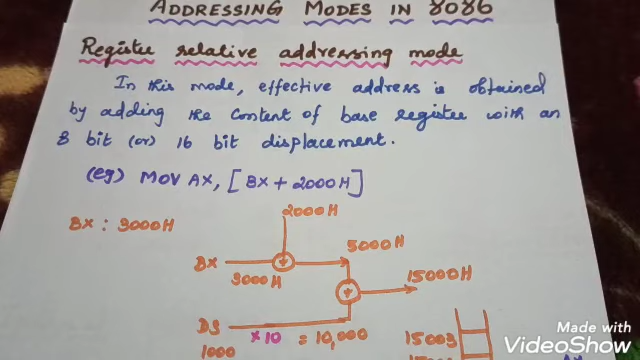 ADDRESSING MODES IN 8086
Register relative addressing mode
In this mode, effective address is obtained
by adding the content of base register with an
8 bit (or) 16 bit displacement.
(eg) MOV AX, [BX + 2000H]
2000H
BX : 3000H
5000H
BX
+
3000H
15000H
+
DS
×10 = 10,000
1000
15003
Made with
VideoShow